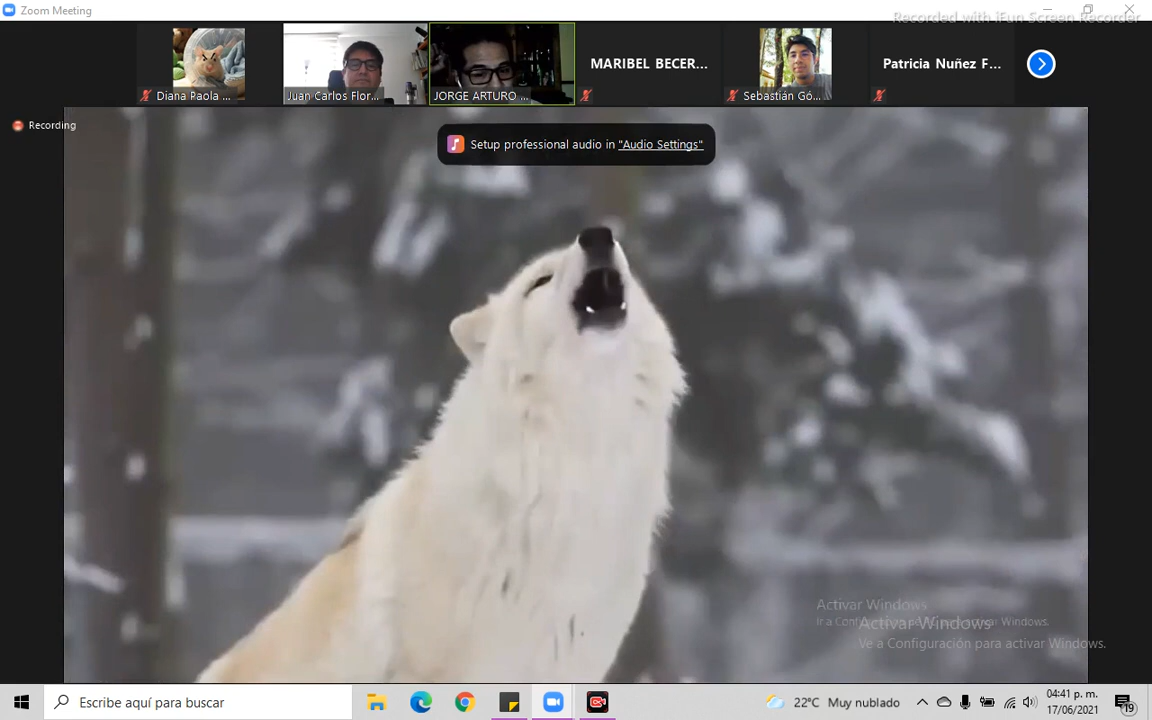 Zoom Meeting
Recorded with iFun Screen Recorder
Diana Paola ...
Juan Carlos Flor...
JORGE ARTURO ...
MARIBEL BECER...
Sebastián Gó...
Patricia Nuñez F...
Recording
Setup professional audio in "Audio Settings"
Activar Windows
Activar Windows
Ve a Configuración para activar Windows.
Escribe aquí para buscar
22°C Muy nublado
04:41 p. m.
17/06/2021
19